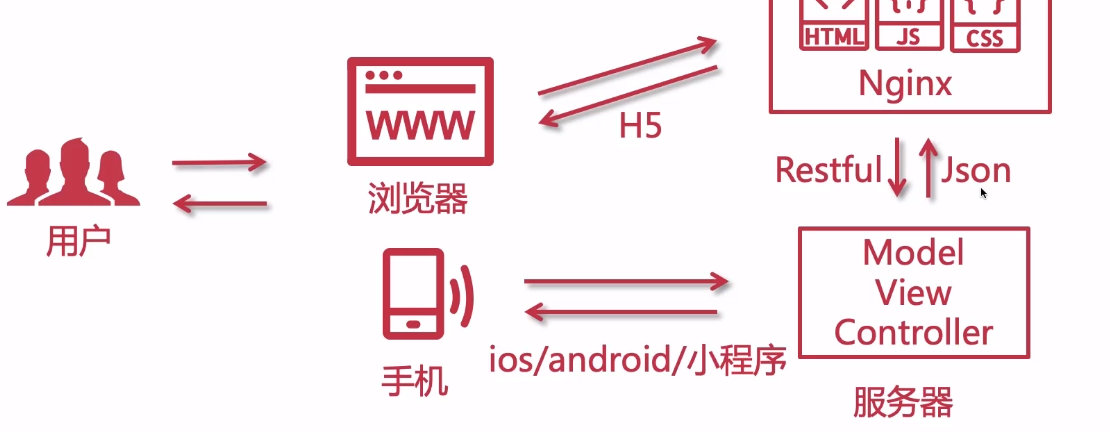 HTML JS CSS
Nginx
WWW
H5
浏览器
用户
Restful Json
Model
View
Controller
ios/android/小程序
手机
服务器